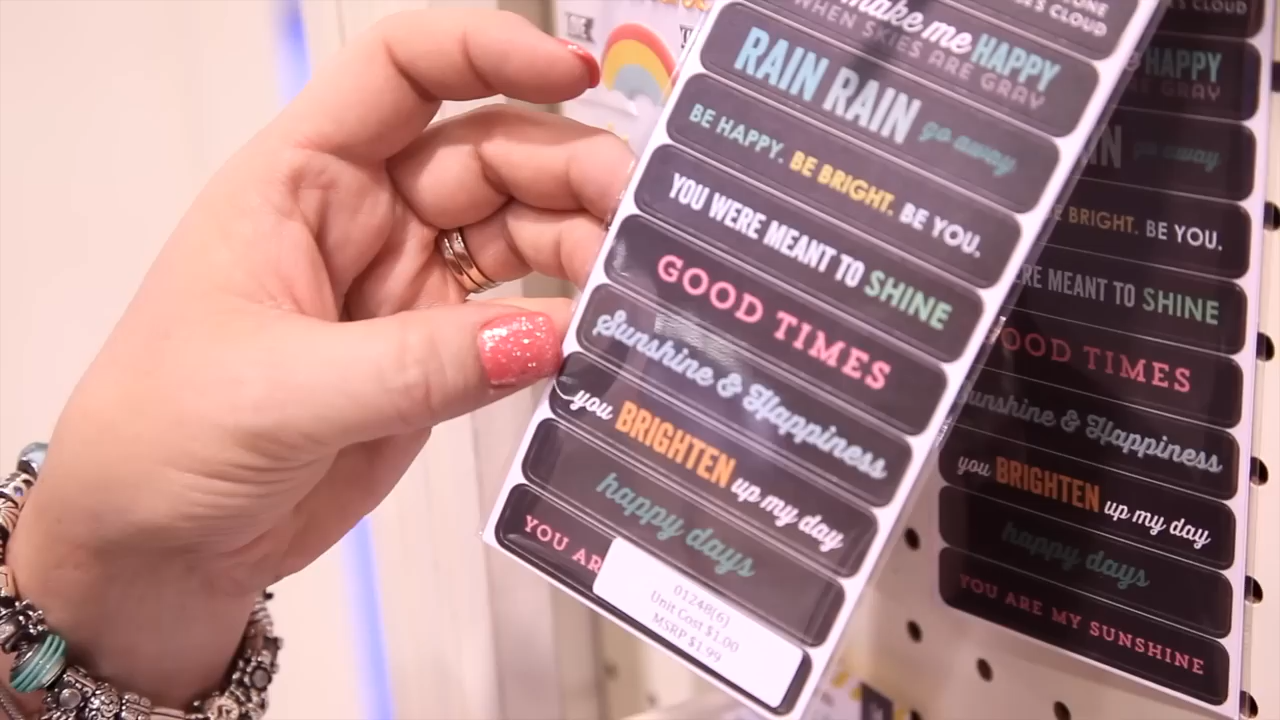 make me HAPPY
WHEN SKIES ARE GRAY
RAIN RAIN go away
BE HAPPY. BE BRIGHT. BE YOU.
YOU WERE MEANT TO SHINE
GOOD TIMES
Sunshine & Happiness
you BRIGHTEN up my day
happy days
YOU AR
01248(6)
Unit Cost $1.00
MSRP $1.99
CLOUD
CLOUD
HAPPY
GRAY
go away
BRIGHT. BE YOU.
MEANT TO SHINE
OOD TIMES
Sunshine & Happiness
you BRIGHTEN up my day
happy days
YOU ARE MY SUNSHINE